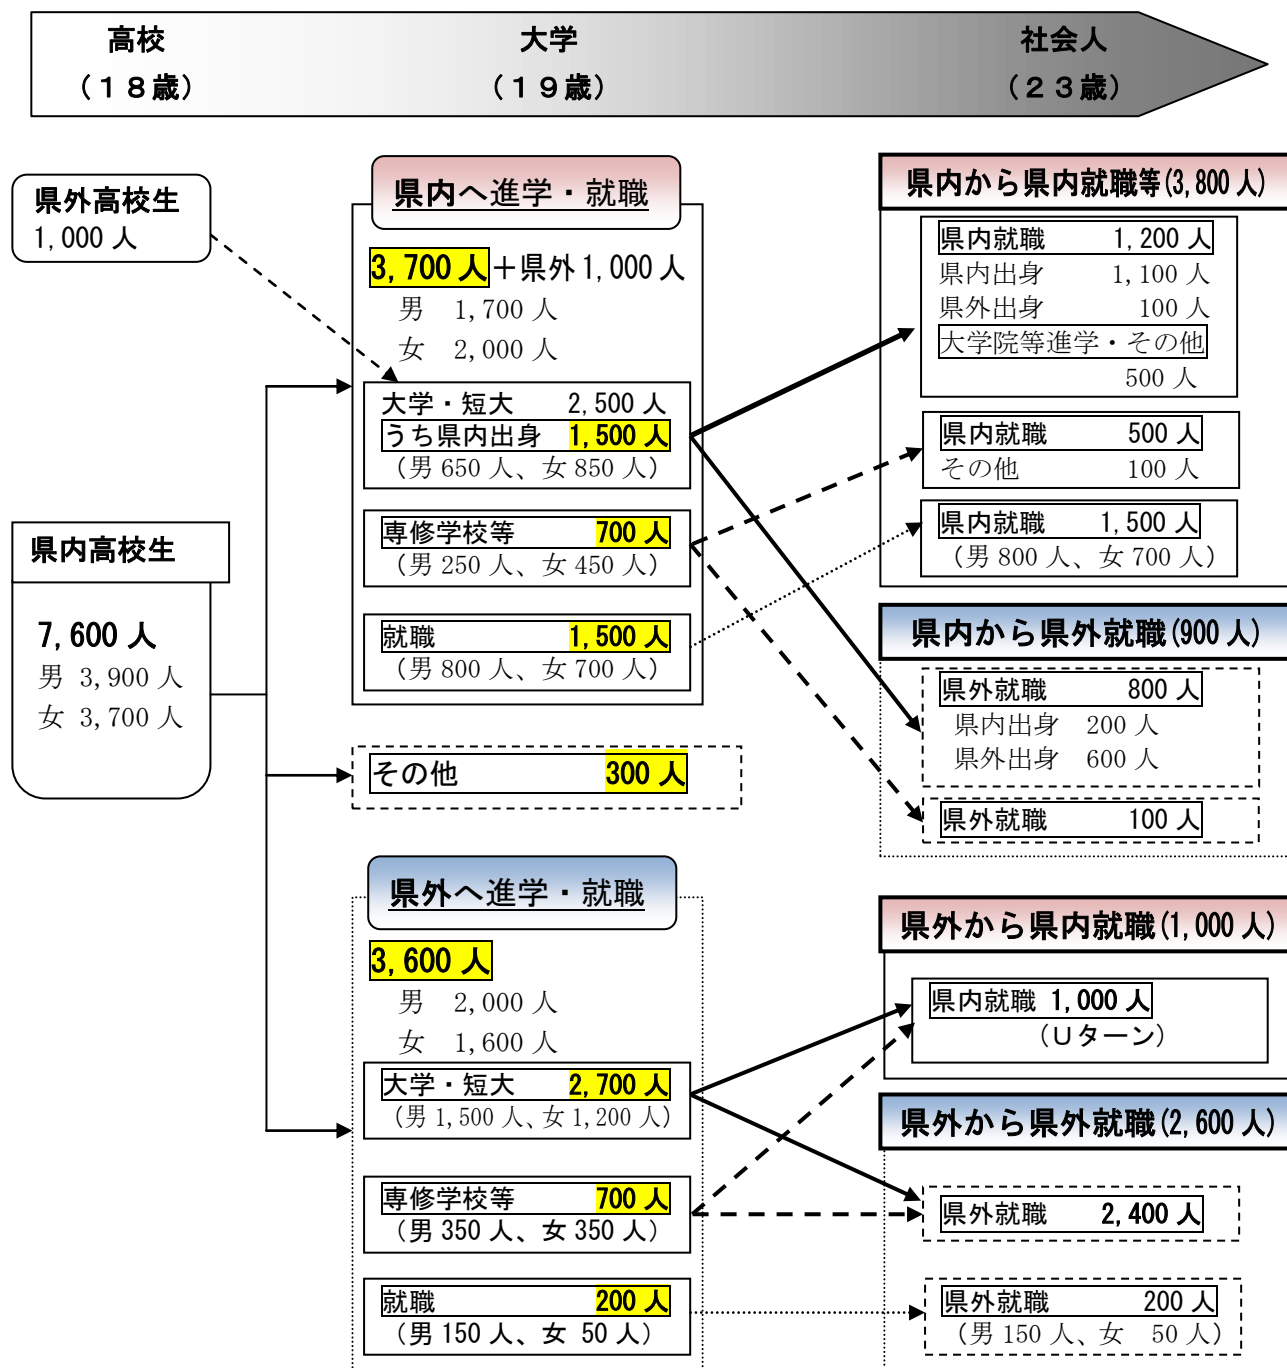 高校
（１８歳）
大学
（１９歳）
社会人
（２３歳）
県外高校生
1,000 人
県内高校生
7,600 人
男 3,900 人
女 3,700 人
県内へ進学・就職
3,700 人＋県外 1,000 人
男 1,700 人
女 2,000 人
大学・短大 2,500 人
うち県内出身 1,500 人
（男 650 人、女 850 人）
専修学校等 700 人
（男 250 人、女 450 人）
就職 1,500 人
（男 800 人、女 700 人）
その他 300 人
県外へ進学・就職
3,600 人
男 2,000 人
女 1,600 人
大学・短大 2,700 人
（男 1,500 人、女 1,200 人）
専修学校等 700 人
（男 350 人、女 350 人）
就職 200 人
（男 150 人、女 50 人）
県内から県内就職等(3,800 人)
県内就職 1,200 人
県内出身 1,100 人
県外出身 100 人
大学院等進学・その他
500 人
県内就職 500 人
その他 100 人
県内就職 1,500 人
（男 800 人、女 700 人）
県内から県外就職(900 人)
県外就職 800 人
県内出身 200 人
県外出身 600 人
県外就職 100 人
県外から県内就職(1,000 人)
県内就職 1,000 人
（Uターン）
県外から県外就職(2,600 人)
県外就職 2,400 人
県外就職 200 人
（男 150 人、女 50 人）